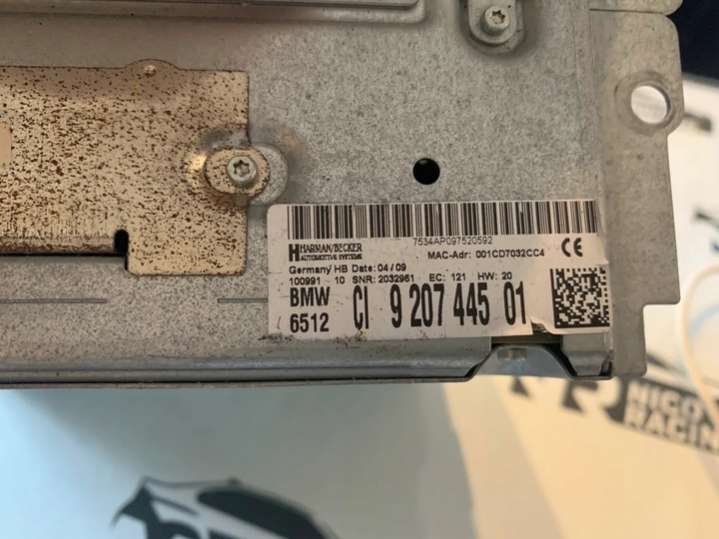 7534AP097520592
HARMAN/BECKER
AUTOMOTIVE SYSTEMS
MAC-Adr: 001CD7032CC4
CE
Germany HB Date: 04 / 09
100991 - 10 SNR: 2032961 EC: 121 HW: 20
BMW CI 9 207 445 01
6512
RACING